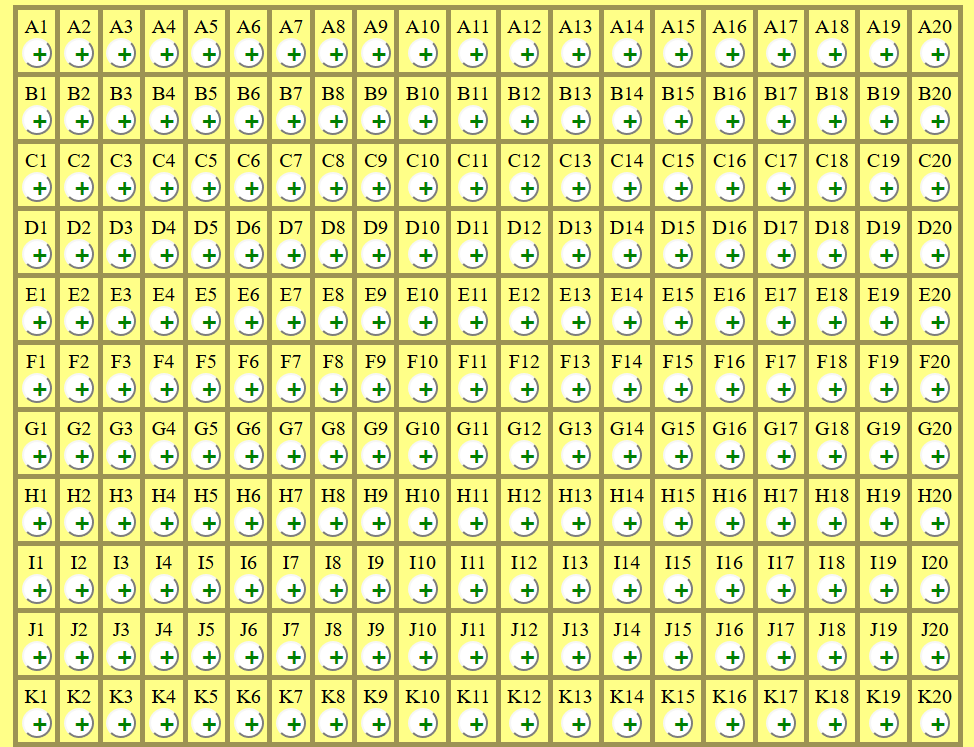 A1 A2 A3 A4 A5 A6 A7 A8 A9 A10 A11 A12 A13 A14 A15 A16 A17 A18 A19 A20
B1 B2 B3 B4 B5 B6 B7 B8 B9 B10 B11 B12 B13 B14 B15 B16 B17 B18 B19 B20
C1 C2 C3 C4 C5 C6 C7 C8 C9 C10 C11 C12 C13 C14 C15 C16 C17 C18 C19 C20
D1 D2 D3 D4 D5 D6 D7 D8 D9 D10 D11 D12 D13 D14 D15 D16 D17 D18 D19 D20
E1 E2 E3 E4 E5 E6 E7 E8 E9 E10 E11 E12 E13 E14 E15 E16 E17 E18 E19 E20
F1 F2 F3 F4 F5 F6 F7 F8 F9 F10 F11 F12 F13 F14 F15 F16 F17 F18 F19 F20
G1 G2 G3 G4 G5 G6 G7 G8 G9 G10 G11 G12 G13 G14 G15 G16 G17 G18 G19 G20
H1 H2 H3 H4 H5 H6 H7 H8 H9 H10 H11 H12 H13 H14 H15 H16 H17 H18 H19 H20
I1 I2 I3 I4 I5 I6 I7 I8 I9 I10 I11 I12 I13 I14 I15 I16 I17 I18 I19 I20
J1 J2 J3 J4 J5 J6 J7 J8 J9 J10 J11 J12 J13 J14 J15 J16 J17 J18 J19 J20
K1 K2 K3 K4 K5 K6 K7 K8 K9 K10 K11 K12 K13 K14 K15 K16 K17 K18 K19 K20